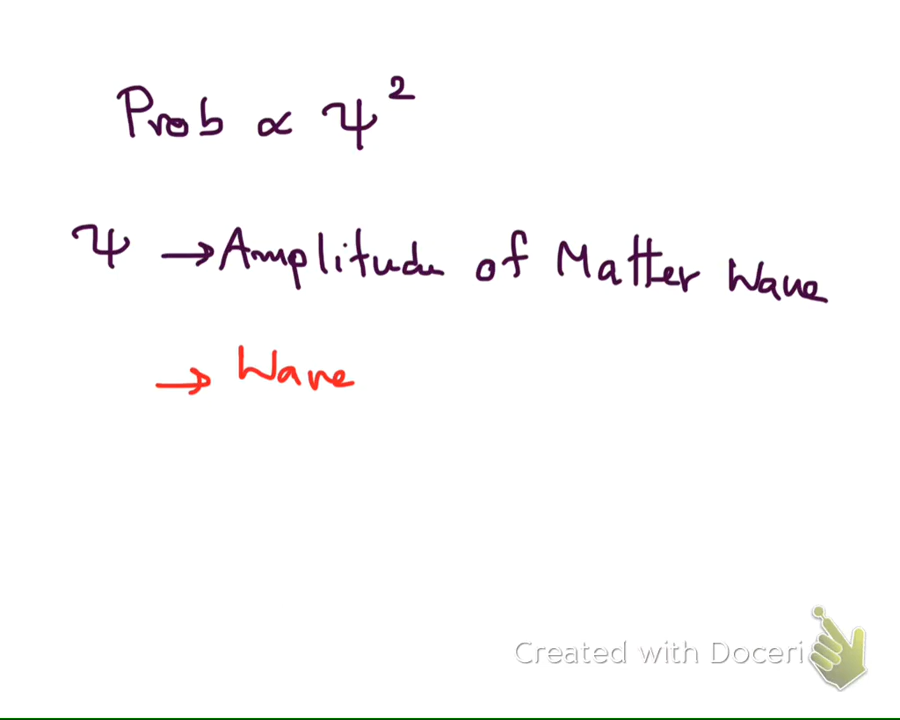 Prob ∝ ψ²
ψ → Amplitude of Matter Wave
→ Wave
Created with Doceri